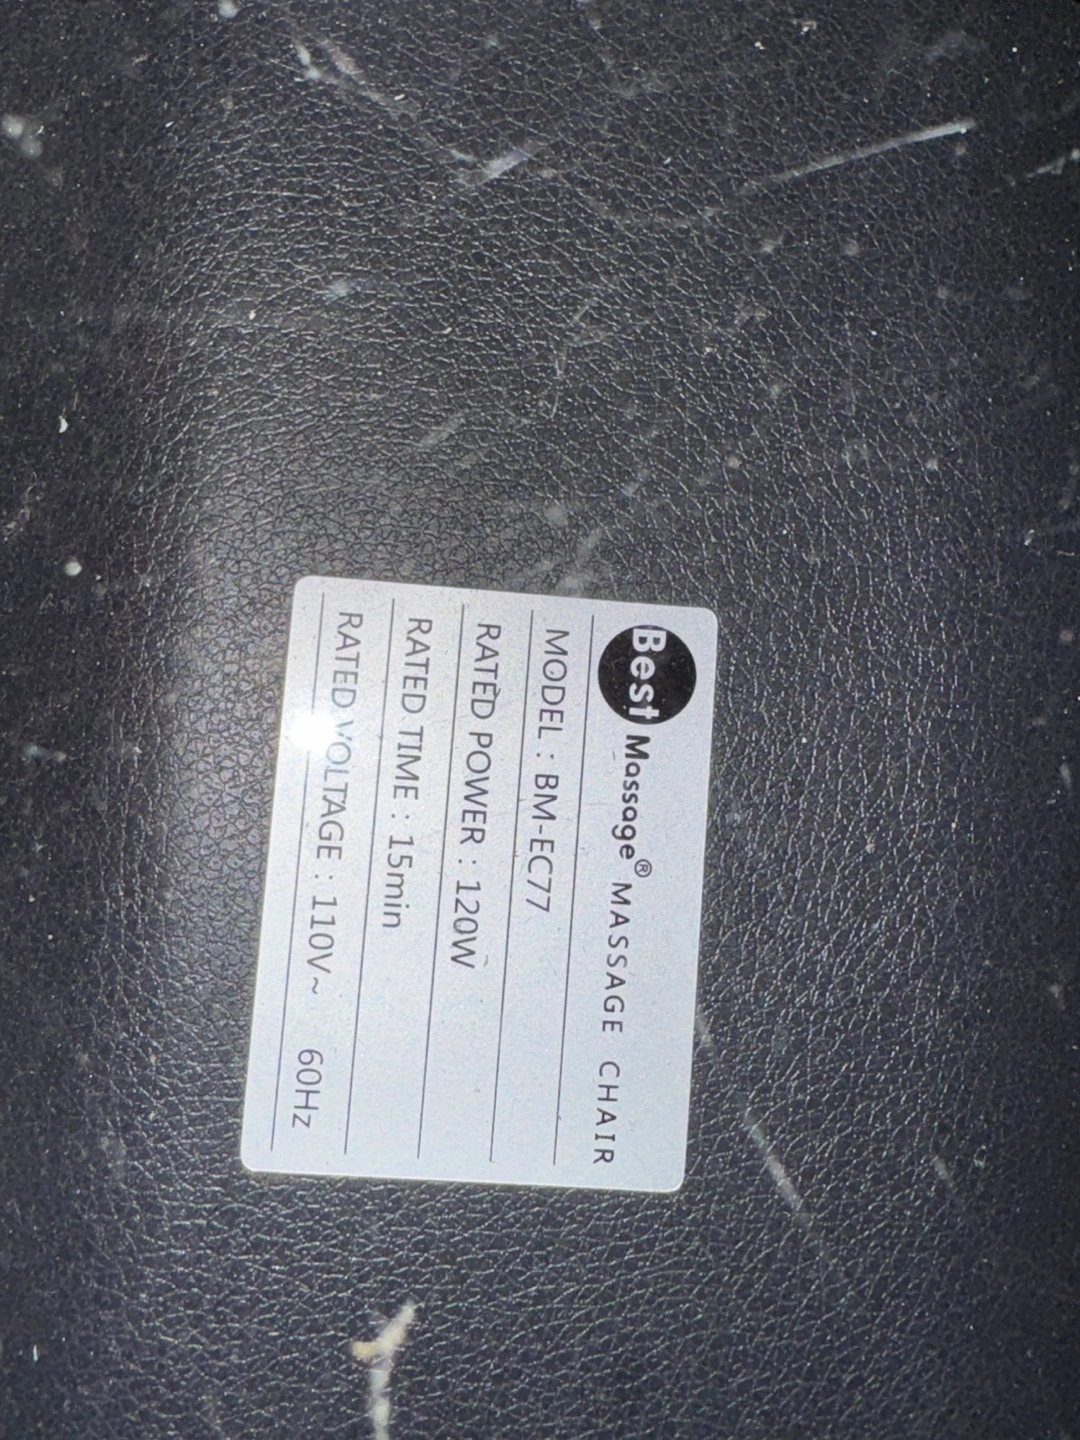 Best Massage® MASSAGE CHAIR
MODEL : BM-EC77
RATED POWER : 120W
RATED TIME : 15min
RATED VOLTAGE : 110V~ 60Hz